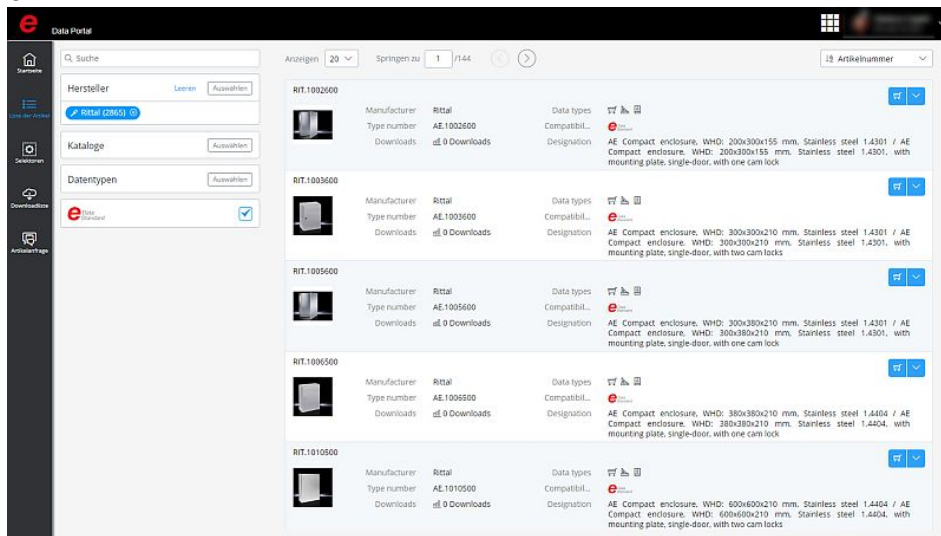 e Data Portal
Startseite
Liste der Artikel
Selektionen
Downloadliste
Artikelanfrage
Suche
Hersteller Leeren Auswählen
Rittal (2865)
Kataloge Auswählen
Datentypen Auswählen
e Data Standard
Anzeigen 20 Springen zu 1 /144 Artikelnummer
RIT.1002600
Manufacturer Rittal Data types
Type number AE.1002600 Compatibil...
Downloads 0 Downloads Designation AE Compact enclosure, WHD: 200x300x155 mm, Stainless steel 1.4301 / AE
Compact enclosure, WHD: 200x300x155 mm, Stainless steel 1.4301, with
mounting plate, single-door, with one cam lock
RIT.1003600
Manufacturer Rittal Data types
Type number AE.1003600 Compatibil...
Downloads 0 Downloads Designation AE Compact enclosure, WHD: 300x300x210 mm, Stainless steel 1.4301 / AE
Compact enclosure, WHD: 300x300x210 mm, Stainless steel 1.4301, with
mounting plate, single-door, with two cam locks
RIT.1005600
Manufacturer Rittal Data types
Type number AE.1005600 Compatibil...
Downloads 0 Downloads Designation AE Compact enclosure, WHD: 300x380x210 mm, Stainless steel 1.4301 / AE
Compact enclosure, WHD: 300x380x210 mm, Stainless steel 1.4301, with
mounting plate, single-door, with one cam lock
RIT.1006500
Manufacturer Rittal Data types
Type number AE.1006500 Compatibil...
Downloads 0 Downloads Designation AE Compact enclosure, WHD: 380x380x210 mm, Stainless steel 1.4404 / AE
Compact enclosure, WHD: 380x380x210 mm, Stainless steel 1.4404, with
mounting plate, single-door, with one cam lock
RIT.1010500
Manufacturer Rittal Data types
Type number AE.1010500 Compatibil...
Downloads 0 Downloads Designation AE Compact enclosure, WHD: 600x600x210 mm, Stainless steel 1.4404 / AE
Compact enclosure, WHD: 600x600x210 mm, Stainless steel 1.4404, with
mounting plate, single-door, with two cam locks